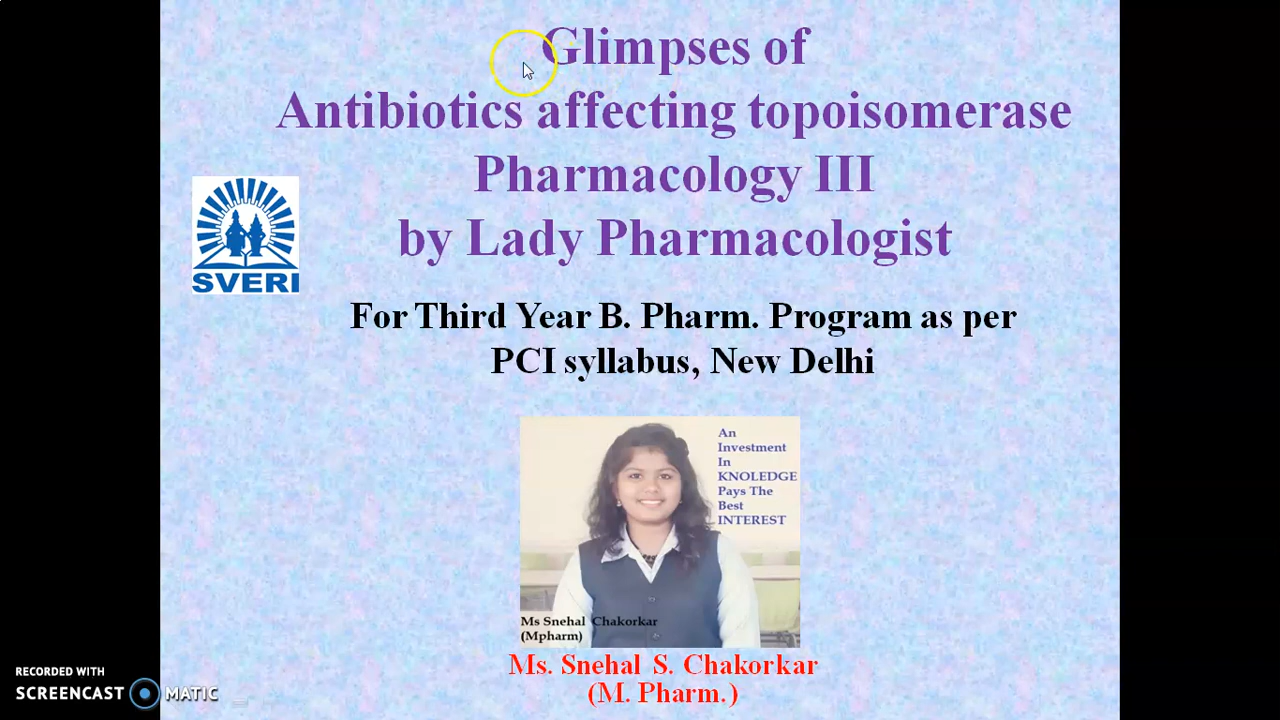 Glimpses of
Antibiotics affecting topoisomerase
Pharmacology III
by Lady Pharmacologist
SVERI
For Third Year B. Pharm. Program as per
PCI syllabus, New Delhi
An
Investment
In
KNOLEDGE
Pays The
Best
INTEREST
Ms Snehal Chakorkar
(Mpharm)
Ms. Snehal S. Chakorkar
(M. Pharm.)
RECORDED WITH
SCREENCAST MATIC